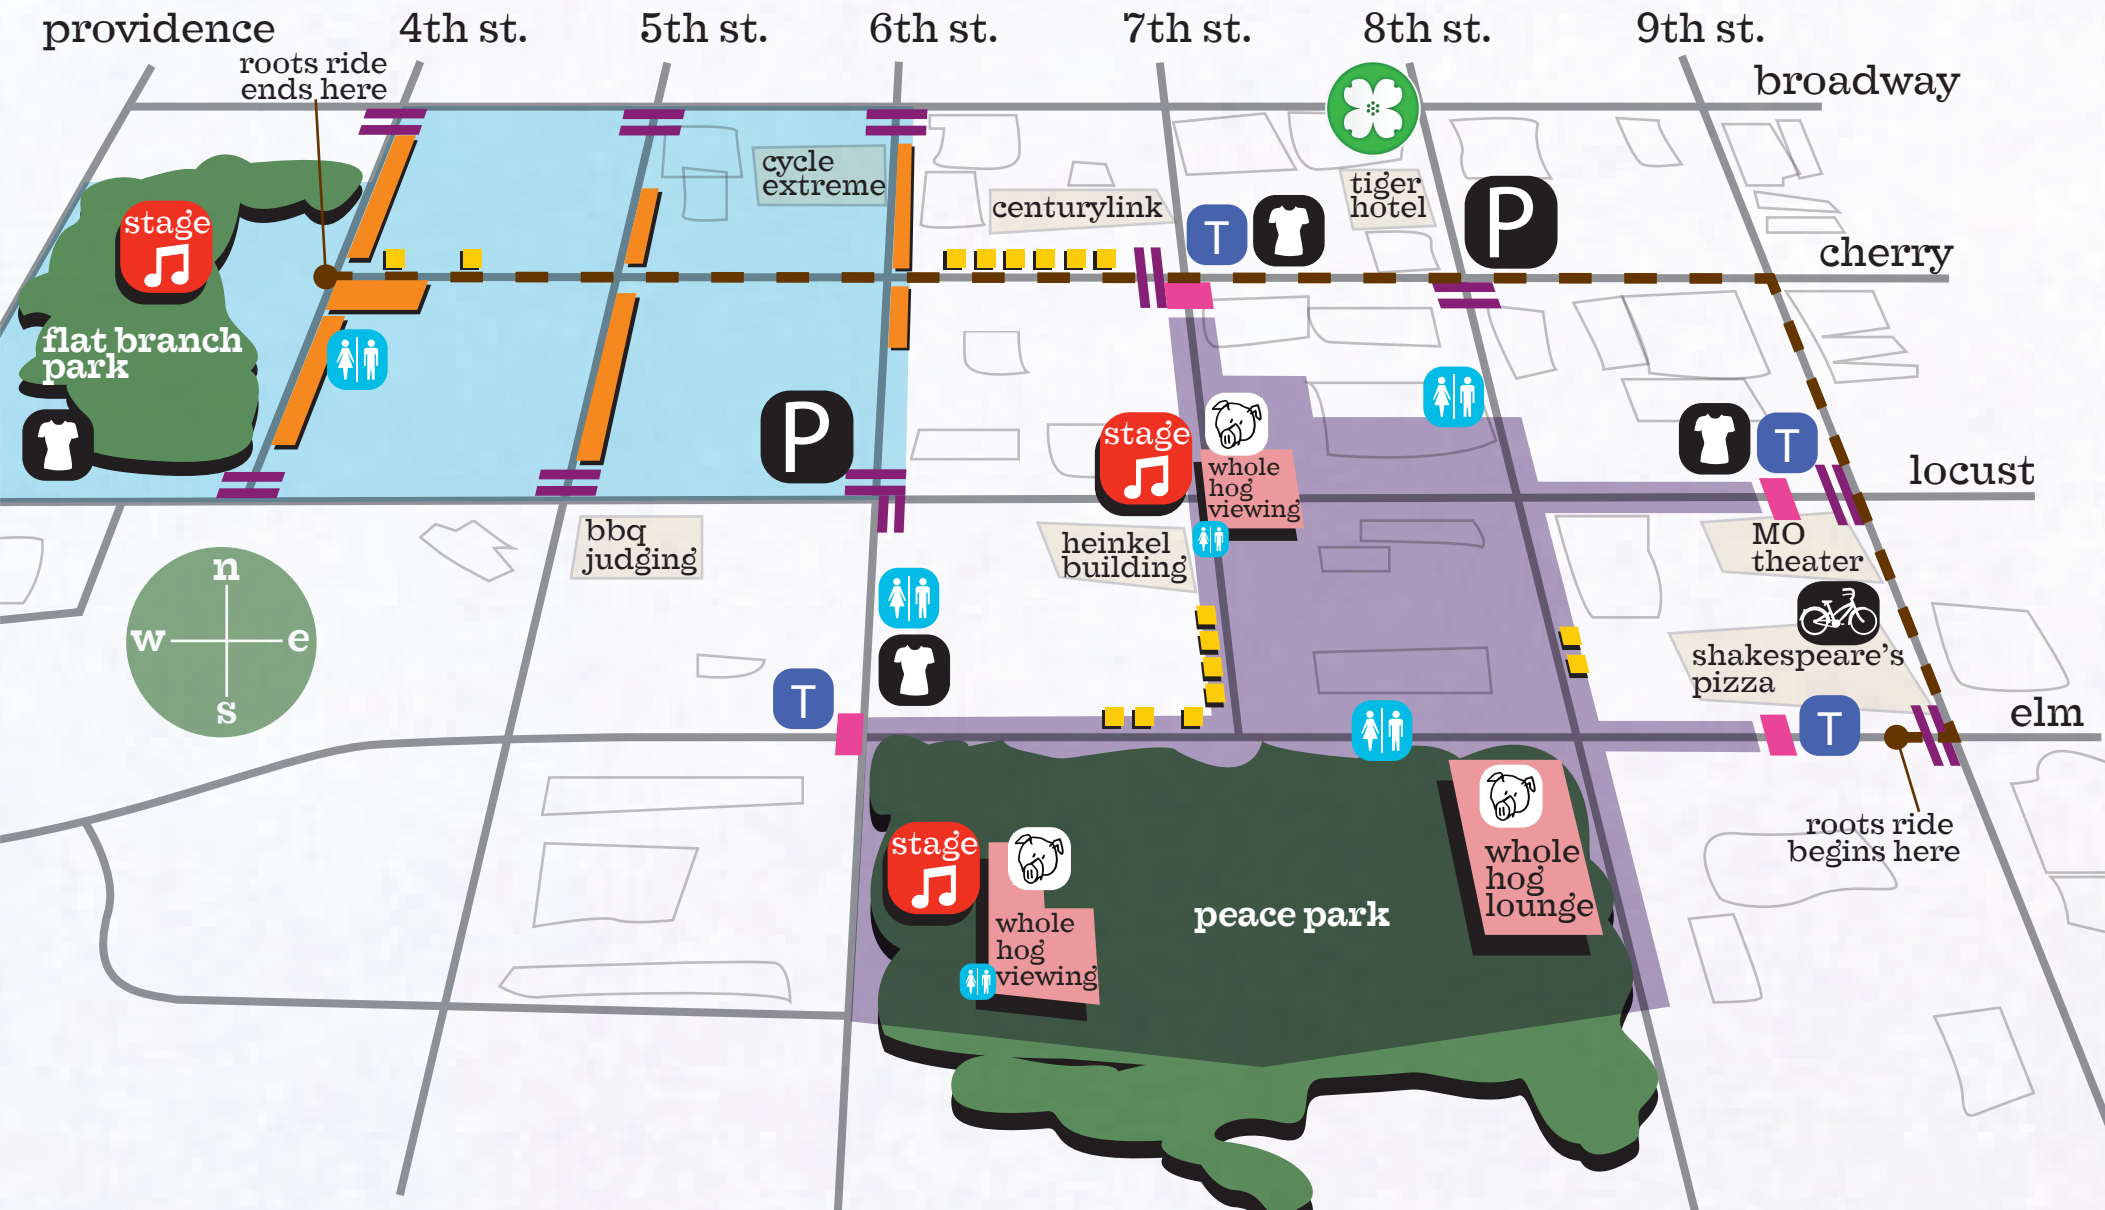 providence
4th st.
5th st.
6th st.
7th st.
8th st.
9th st.
roots ride
ends here
broadway
cycle
extreme
centurylink
tiger
hotel
P
T
stage
cherry
flat branch
park
P
stage
whole
hog
viewing
T
locust
bbq
judging
heinkel
building
MO
theater
n
w
e
s
shakespeare's
pizza
T
T
elm
roots ride
begins here
stage
whole
hog
viewing
peace park
whole
hog
lounge